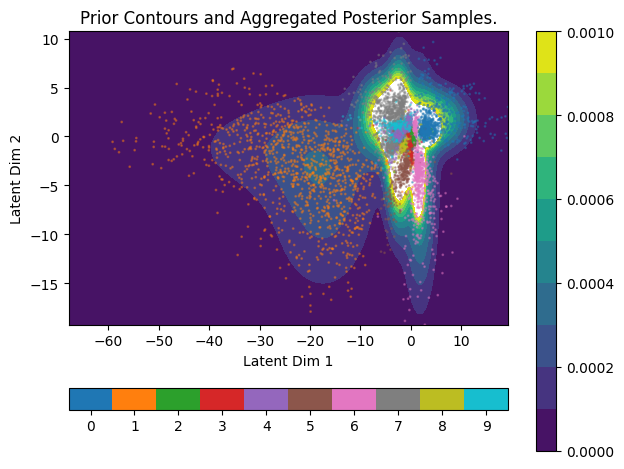 Prior Contours and Aggregated Posterior Samples.
10
5
0
−5
−10
−15
Latent Dim 2
−60 −50 −40 −30 −20 −10 0 10
Latent Dim 1
0 1 2 3 4 5 6 7 8 9
0.0010
0.0008
0.0006
0.0004
0.0002
0.0000